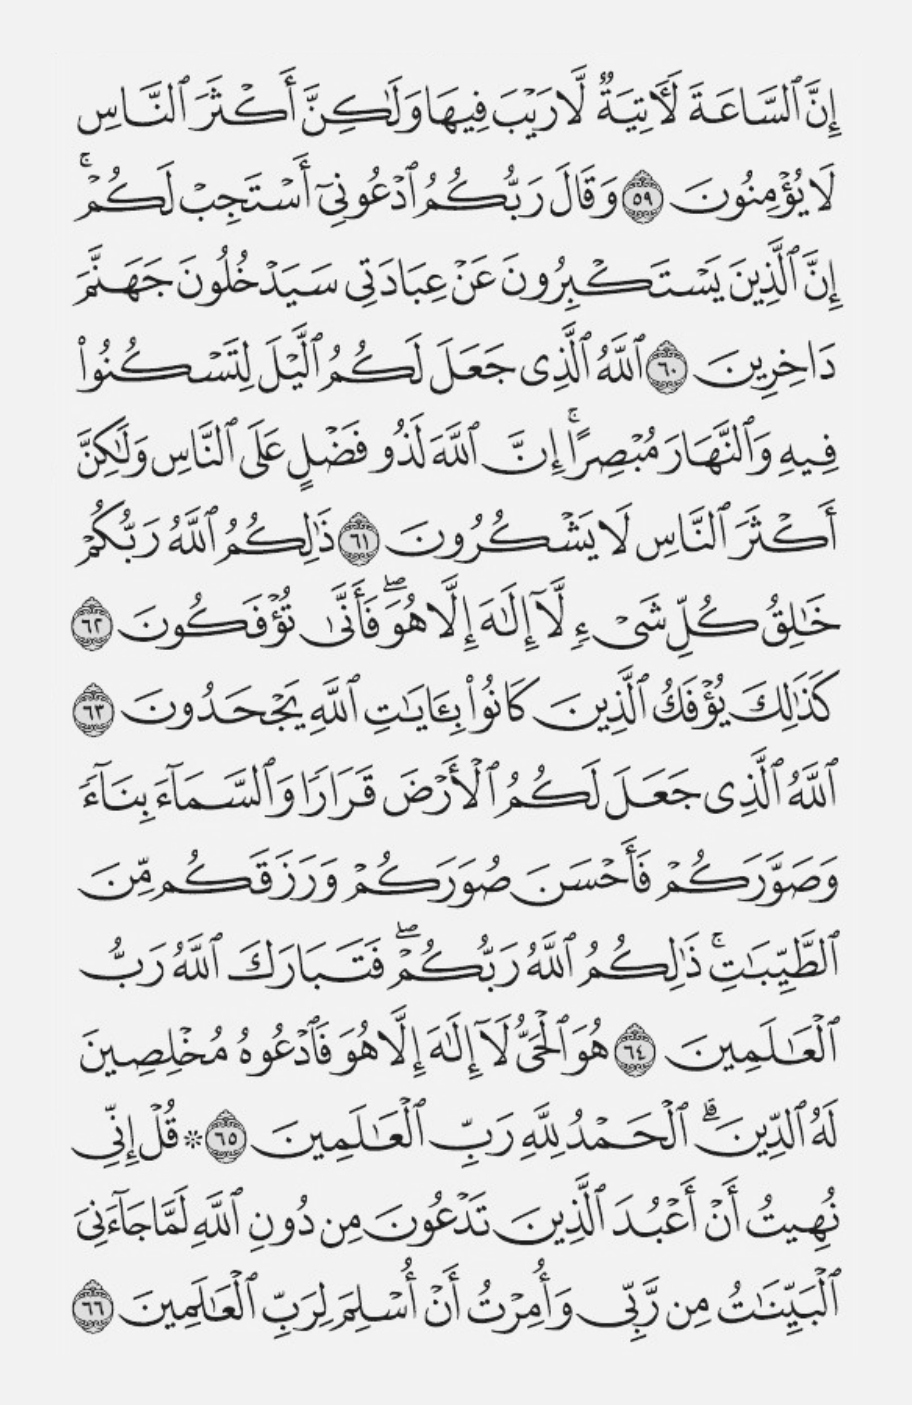 إِنَّ ٱلسَّاعَةَ لَـَٔاتِيَةٌ لَّا رَيْبَ فِيهَا وَلَٰكِنَّ أَكْثَرَ ٱلنَّاسِ
لَا يُؤْمِنُونَ ٥٩ وَقَالَ رَبُّكُمُ ٱدْعُونِىٓ أَسْتَجِبْ لَكُمْۚ
إِنَّ ٱلَّذِينَ يَسْتَكْبِرُونَ عَنْ عِبَادَتِى سَيَدْخُلُونَ جَهَنَّمَ
دَاخِرِينَ ٦٠ ٱللَّهُ ٱلَّذِى جَعَلَ لَكُمُ ٱلَّيْلَ لِتَسْكُنُوا۟
فِيهِ وَٱلنَّهَارَ مُبْصِرًاۚ إِنَّ ٱللَّهَ لَذُو فَضْلٍ عَلَى ٱلنَّاسِ وَلَٰكِنَّ
أَكْثَرَ ٱلنَّاسِ لَا يَشْكُرُونَ ٦١ ذَٰلِكُمُ ٱللَّهُ رَبُّكُمْ
خَٰلِقُ كُلِّ شَىْءٍ لَّآ إِلَٰهَ إِلَّا هُوَۖ فَأَنَّىٰ تُؤْفَكُونَ ٦٢
كَذَٰلِكَ يُؤْفَكُ ٱلَّذِينَ كَانُوا۟ بِـَٔايَٰتِ ٱللَّهِ يَجْحَدُونَ ٦٣
ٱللَّهُ ٱلَّذِى جَعَلَ لَكُمُ ٱلْأَرْضَ قَرَارًا وَٱلسَّمَآءَ بِنَآءً
وَصَوَّرَكُمْ فَأَحْسَنَ صُوَرَكُمْ وَرَزَقَكُم مِّنَ
ٱلطَّيِّبَٰتِۚ ذَٰلِكُمُ ٱللَّهُ رَبُّكُمْۖ فَتَبَارَكَ ٱللَّهُ رَبُّ
ٱلْعَٰلَمِينَ ٦٤ هُوَ ٱلْحَىُّ لَآ إِلَٰهَ إِلَّا هُوَ فَٱدْعُوهُ مُخْلِصِينَ
لَهُ ٱلدِّينَۗ ٱلْحَمْدُ لِلَّهِ رَبِّ ٱلْعَٰلَمِينَ ٦٥ ۞ قُلْ إِنِّى
نُهِيتُ أَنْ أَعْبُدَ ٱلَّذِينَ تَدْعُونَ مِن دُونِ ٱللَّهِ لَمَّا جَآءَنِىَ
ٱلْبَيِّنَٰتُ مِن رَّبِّى وَأُمِرْتُ أَنْ أُسْلِمَ لِرَبِّ ٱلْعَٰلَمِينَ ٦٦